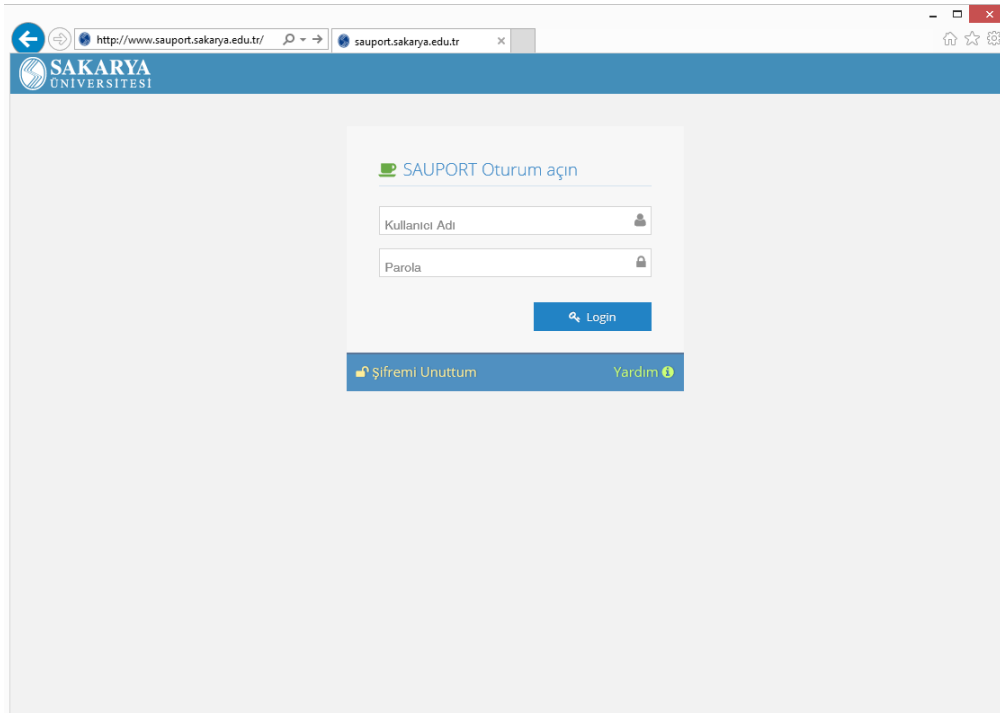 http://www.sauport.sakarya.edu.tr/
sauport.sakarya.edu.tr
SAKARYA
ÜNİVERSİTESİ
SAUPORT Oturum açın
Kullanıcı Adı
Parola
Login
Şifremi Unuttum
Yardım